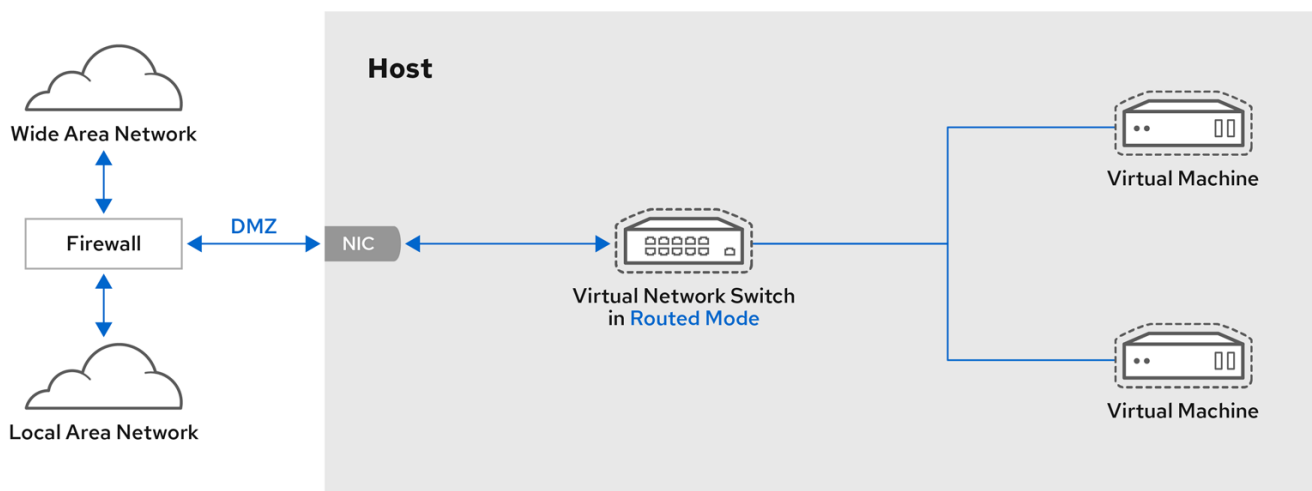 Host
Wide Area Network
Virtual Machine
DMZ
Firewall
NIC
Virtual Network Switch
in Routed Mode
Virtual Machine
Local Area Network